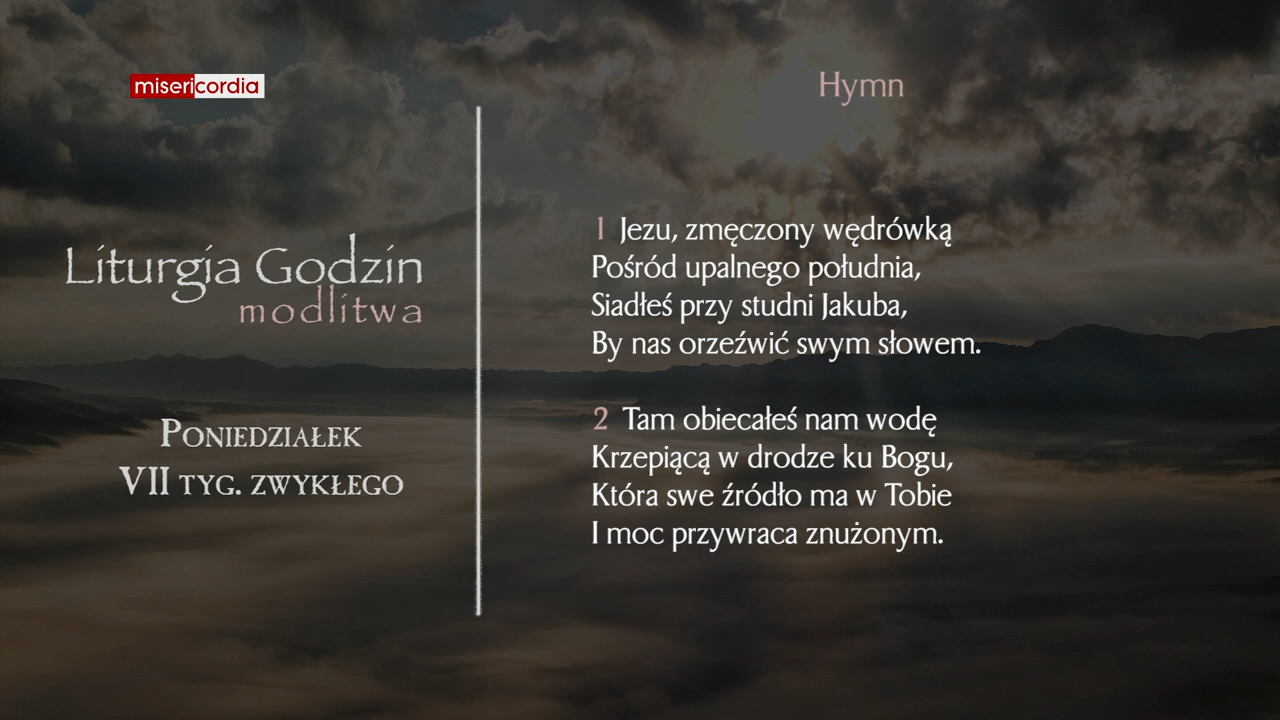 misericordia
Liturgia Godzin
modlitwa
Poniedziałek
VII tyg. zwykłego
Hymn
1 Jezu, zmęczony wędrówką
Pośród upalnego południa,
Siadłeś przy studni Jakuba,
By nas orzeźwić swym słowem.
2 Tam obiecałeś nam wodę
Krzepiącą w drodze ku Bogu,
Która swe źródło ma w Tobie
I moc przywraca znużonym.